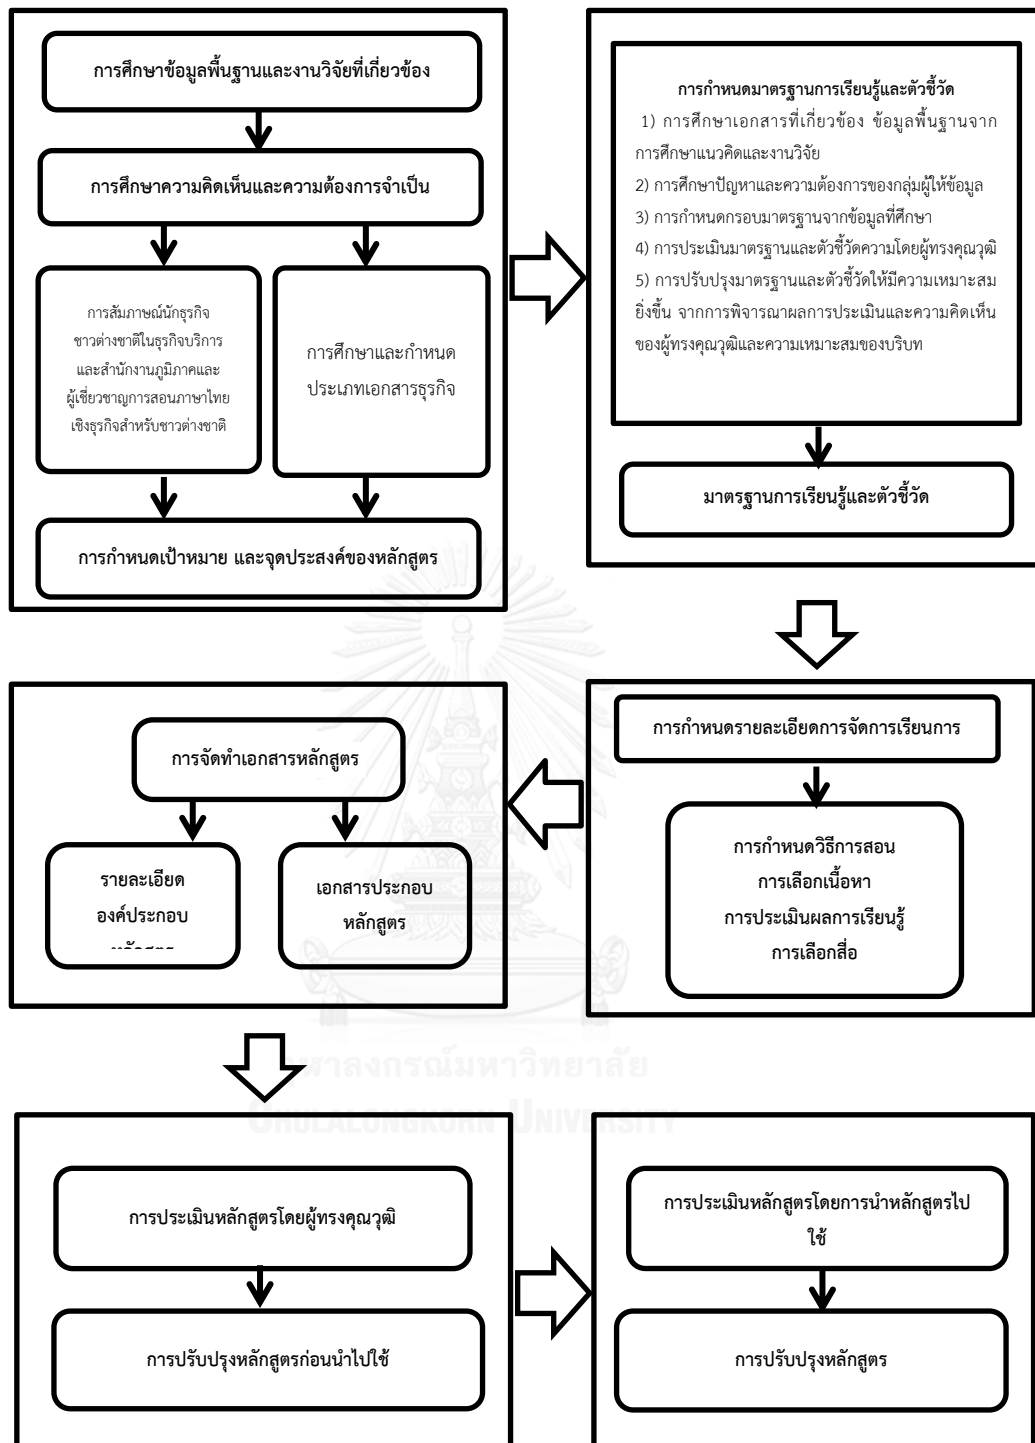 การศึกษาข้อมูลพื้นฐานและงานวิจัยที่เกี่ยวข้อง
การศึกษาความคิดเห็นและความต้องการจำเป็น
การสัมภาษณ์นักธุรกิจ
ชาวต่างชาติในธุรกิจบริการ
และสำนักงานภูมิภาคและ
ผู้เชี่ยวชาญการสอนภาษาไทย
เชิงธุรกิจสำหรับชาวต่างชาติ
การศึกษาและกำหนด
ประเภทเอกสารธุรกิจ
การกำหนดเป้าหมาย และจุดประสงค์ของหลักสูตร
การกำหนดมาตรฐานการเรียนรู้และตัวชี้วัด
1) การศึกษาเอกสารที่เกี่ยวข้อง ข้อมูลพื้นฐานจาก
การศึกษาแนวคิดและงานวิจัย
2) การศึกษาปัญหาและความต้องการของกลุ่มผู้ให้ข้อมูล
3) การกำหนดกรอบมาตรฐานจากข้อมูลที่ศึกษา
4) การประเมินมาตรฐานและตัวชี้วัดความโดยผู้ทรงคุณวุฒิ
5) การปรับปรุงมาตรฐานและตัวชี้วัดให้มีความเหมาะสม
ยิ่งขึ้น จากการพิจารณาผลการประเมินและความคิดเห็น
ของผู้ทรงคุณวุฒิและความเหมาะสมของบริบท
มาตรฐานการเรียนรู้และตัวชี้วัด
การกำหนดรายละเอียดการจัดการเรียนการ
การกำหนดวิธีการสอน
การเลือกเนื้อหา
การประเมินผลการเรียนรู้
การเลือกสื่อ
การจัดทำเอกสารหลักสูตร
รายละเอียด
องค์ประกอบ
หลักสูตร
เอกสารประกอบ
หลักสูตร
จุฬาลงกรณ์มหาวิทยาลัย
CHULALONGKORN UNIVERSITY
การประเมินหลักสูตรโดยผู้ทรงคุณวุฒิ
การปรับปรุงหลักสูตรก่อนนำไปใช้
การประเมินหลักสูตรโดยการนำหลักสูตรไป
ใช้
การปรับปรุงหลักสูตร